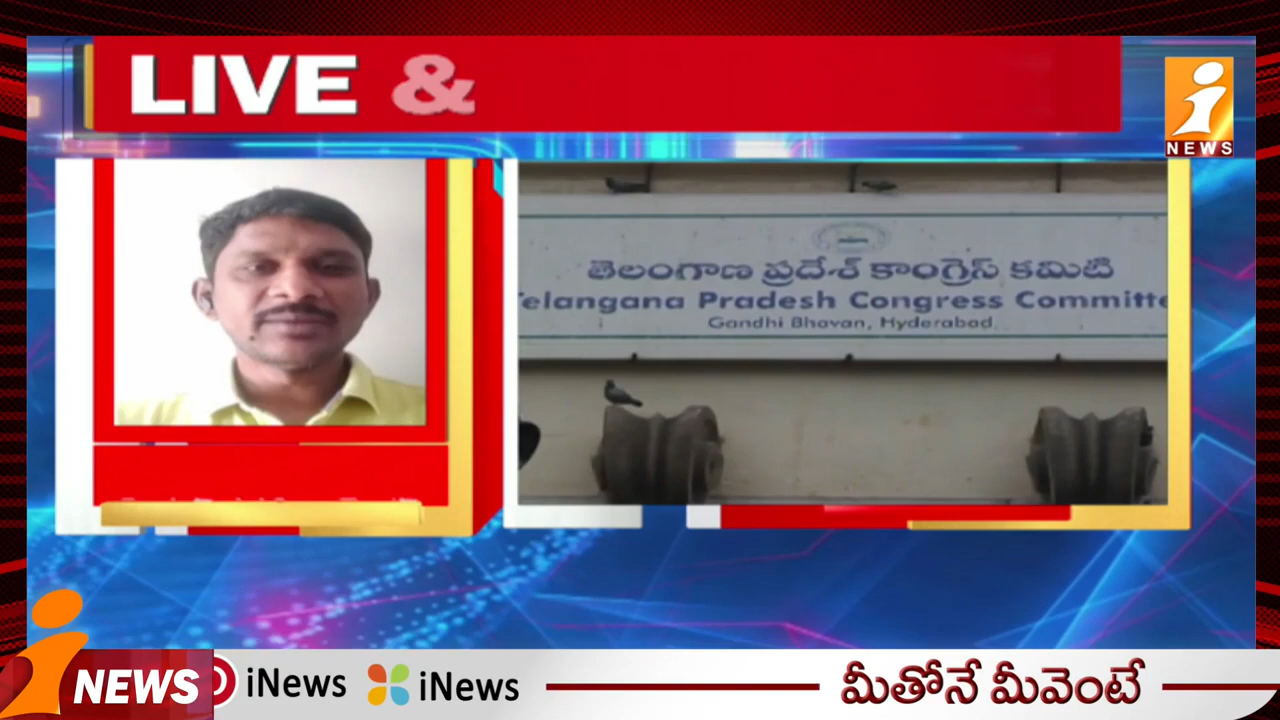 LIVE &
i
NEWS
తెలంగాణ ప్రదేశ్ కాంగ్రెస్ కమిటి
Telangana Pradesh Congress Committe
Gandhi Bhavan, Hyderabad.
i NEWS
iNews
iNews
మీతోనే మీవెంటే